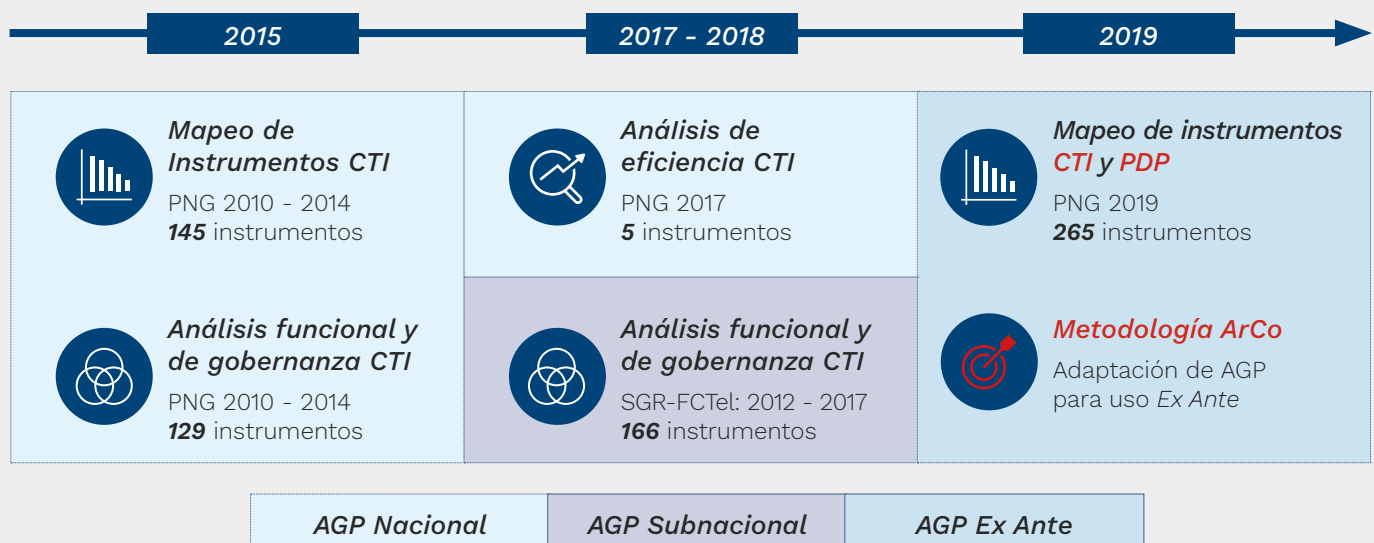 2015
2017 - 2018
2019
Mapeo de
Instrumentos CTI
PNG 2010 - 2014
145 instrumentos
Análisis de
eficiencia CTI
PNG 2017
5 instrumentos
Mapeo de instrumentos
CTI y PDP
PNG 2019
265 instrumentos
Análisis funcional y
de gobernanza CTI
PNG 2010 - 2014
129 instrumentos
Análisis funcional y
de gobernanza CTI
SGR-FCTel: 2012 - 2017
166 instrumentos
Metodología ArCo
Adaptación de AGP
para uso Ex Ante
AGP Nacional
AGP Subnacional
AGP Ex Ante